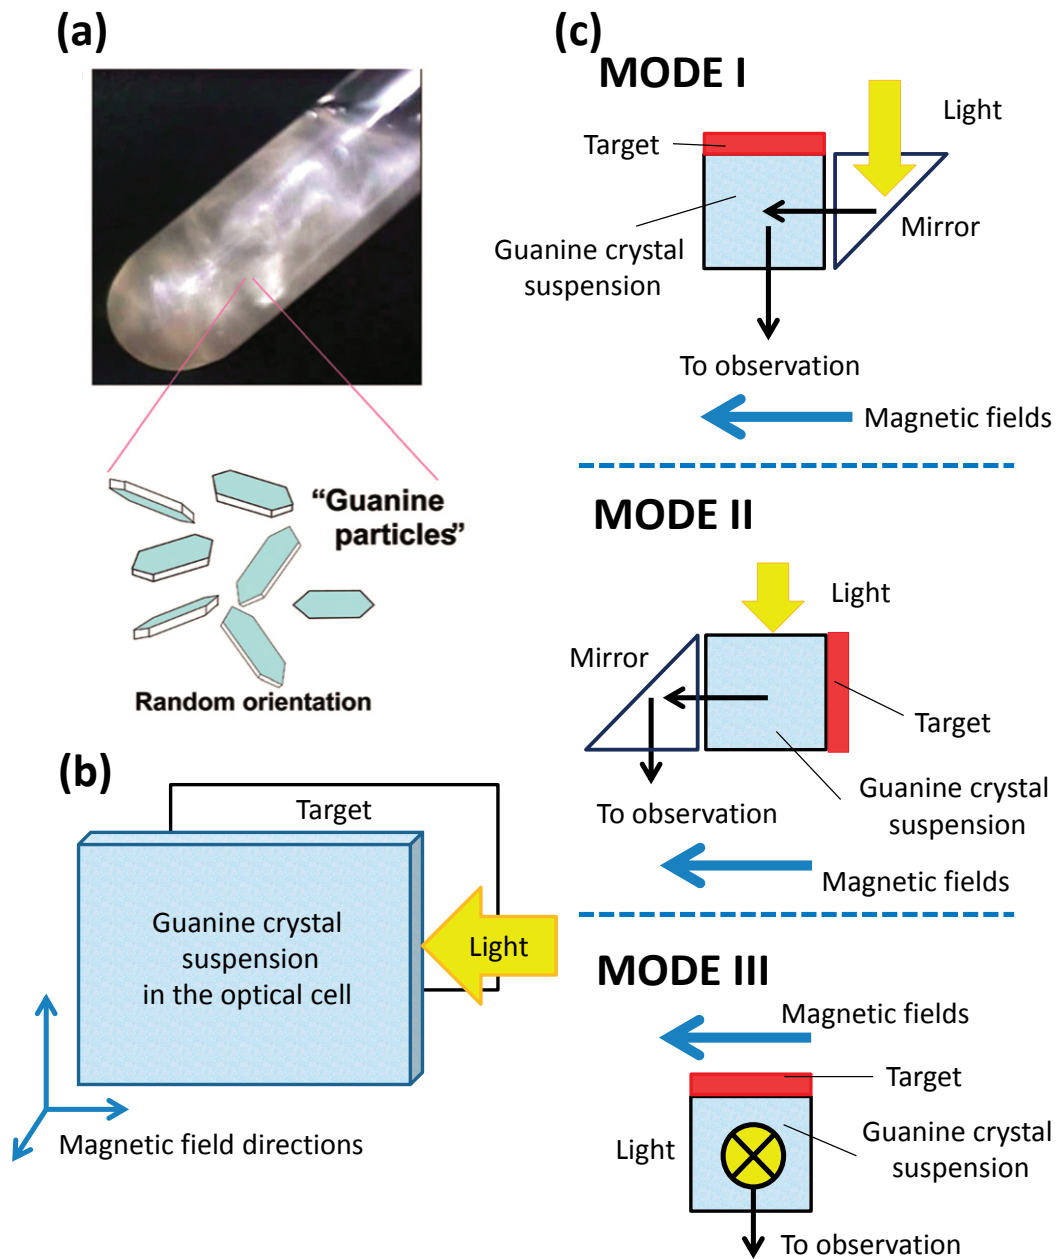 (a)
“Guanine
particles”
Random orientation
(b)
Target
Guanine crystal
suspension
in the optical cell
Light
Magnetic field directions
(c)
MODE I
Light
Target
Mirror
Guanine crystal
suspension
To observation
Magnetic fields
MODE II
Light
Mirror
Target
Guanine crystal
suspension
To observation
Magnetic fields
MODE III
Magnetic fields
Target
Guanine crystal
suspension
Light
To observation